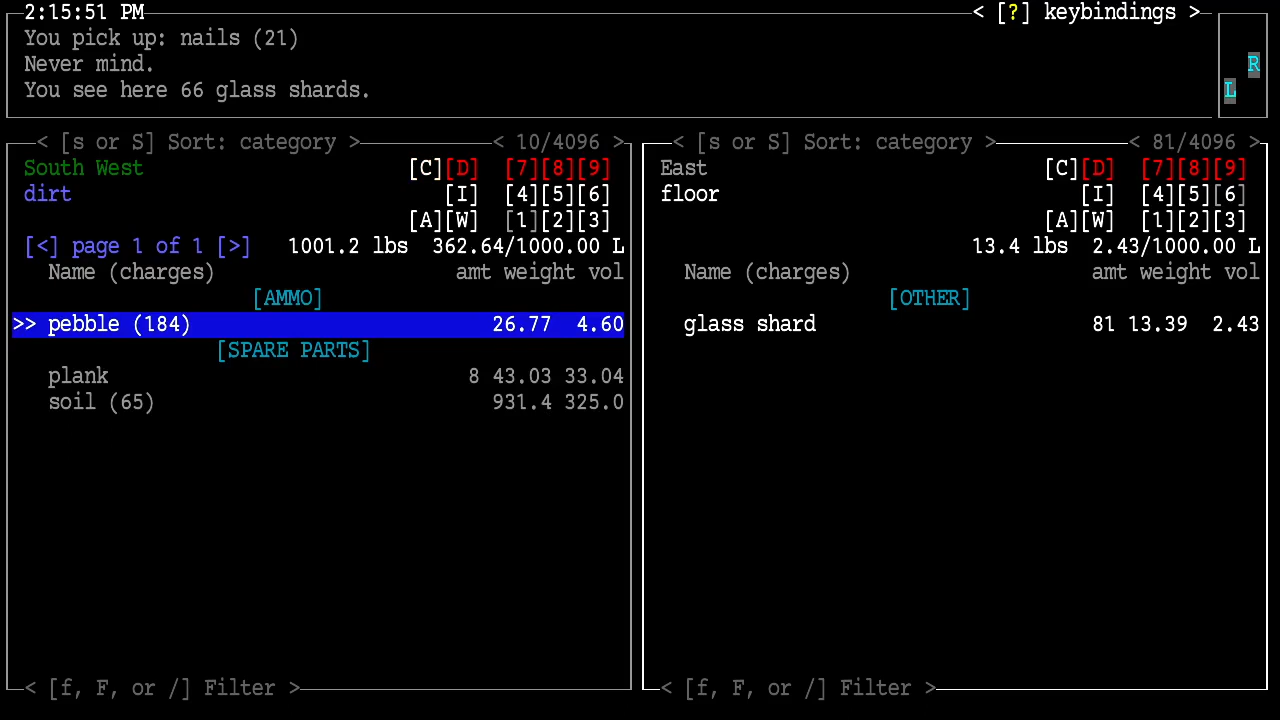 2:15:51 PM < [?] keybindings >
You pick up: nails (21)
Never mind. R
You see here 66 glass shards. L
< [s or S] Sort: category > < 10/4096 >
South West [C][D] [7][8][9]
dirt [I] [4][5][6]
[A][W] [1][2][3]
[<] page 1 of 1 [>] 1001.2 lbs 362.64/1000.00 L
Name (charges) amt weight vol
[AMMO]
>> pebble (184) 26.77 4.60
[SPARE PARTS]
plank 8 43.03 33.04
soil (65) 931.4 325.0
< [f, F, or /] Filter >
< [s or S] Sort: category > < 81/4096 >
East [C][D] [7][8][9]
floor [I] [4][5][6]
[A][W] [1][2][3]
13.4 lbs 2.43/1000.00 L
Name (charges) amt weight vol
[OTHER]
glass shard 81 13.39 2.43
< [f, F, or /] Filter >